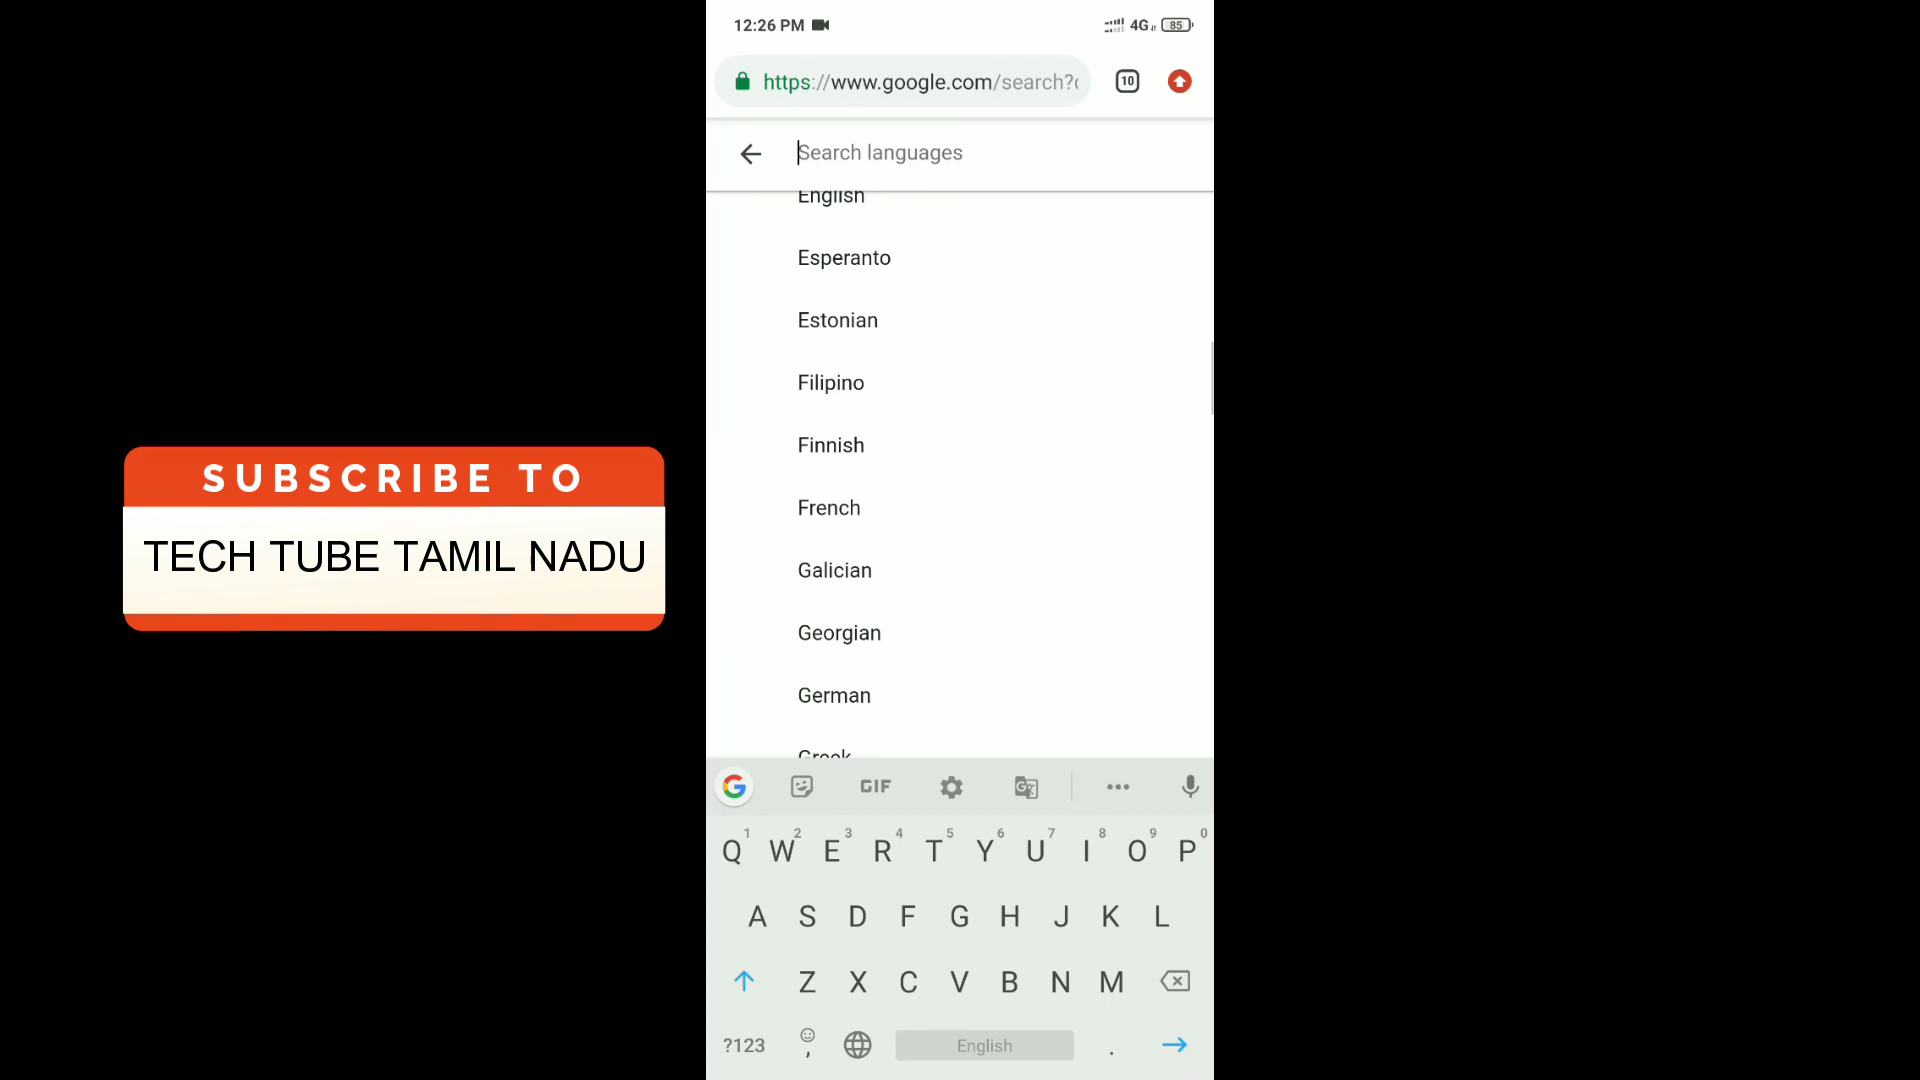 12:26 PM
4G
85
https://www.google.com/search?
10
Search languages
English
Esperanto
Estonian
Filipino
Finnish
French
Galician
Georgian
German
Greek
SUBSCRIBE TO
TECH TUBE TAMIL NADU
G GIF
1 2 3 4 5 6 7 8 9 0
Q W E R T Y U I O P
A S D F G H J K L
Z X C V B N M
?123 , English .